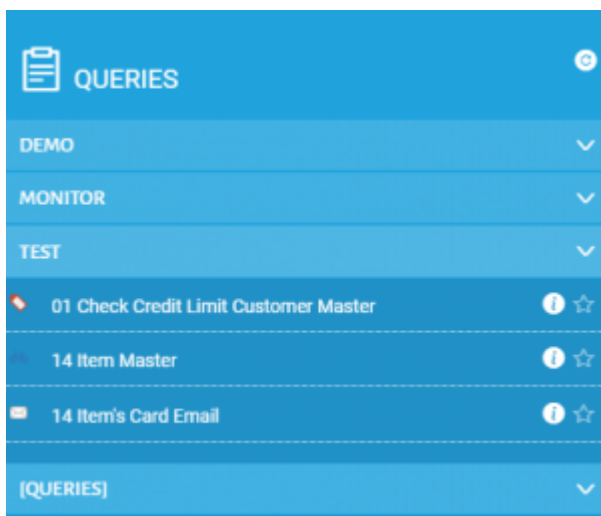 QUERIES
DEMO
MONITOR
TEST
01 Check Credit Limit Customer Master
14 Item Master
14 Item's Card Email
[QUERIES]